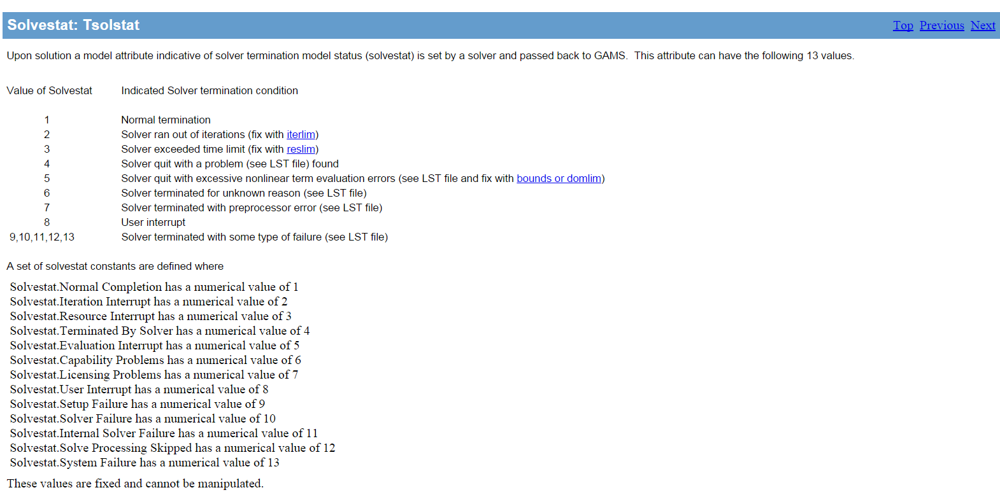 Solvestat: Tsolstat
Top Previous Next
Upon solution a model attribute indicative of solver termination model status (solvestat) is set by a solver and passed back to GAMS.  This attribute can have the following 13 values.
Value of Solvestat Indicated Solver termination condition
1 Normal termination
2 Solver ran out of iterations (fix with iterlim)
3 Solver exceeded time limit (fix with reslim)
4 Solver quit with a problem (see LST file) found
5 Solver quit with excessive nonlinear term evaluation errors (see LST file and fix with bounds or domlim)
6 Solver terminated for unknown reason (see LST file)
7 Solver terminated with preprocessor error (see LST file)
8 User interrupt
9,10,11,12,13 Solver terminated with some type of failure (see LST file)
A set of solvestat constants are defined where
Solvestat.Normal Completion has a numerical value of 1
Solvestat.Iteration Interrupt has a numerical value of 2
Solvestat.Resource Interrupt has a numerical value of 3
Solvestat.Terminated By Solver has a numerical value of 4
Solvestat.Evaluation Interrupt has a numerical value of 5
Solvestat.Capability Problems has a numerical value of 6
Solvestat.Licensing Problems has a numerical value of 7
Solvestat.User Interrupt has a numerical value of 8
Solvestat.Setup Failure has a numerical value of 9
Solvestat.Solver Failure has a numerical value of 10
Solvestat.Internal Solver Failure has a numerical value of 11
Solvestat.Solve Processing Skipped has a numerical value of 12
Solvestat.System Failure has a numerical value of 13
These values are fixed and cannot be manipulated.